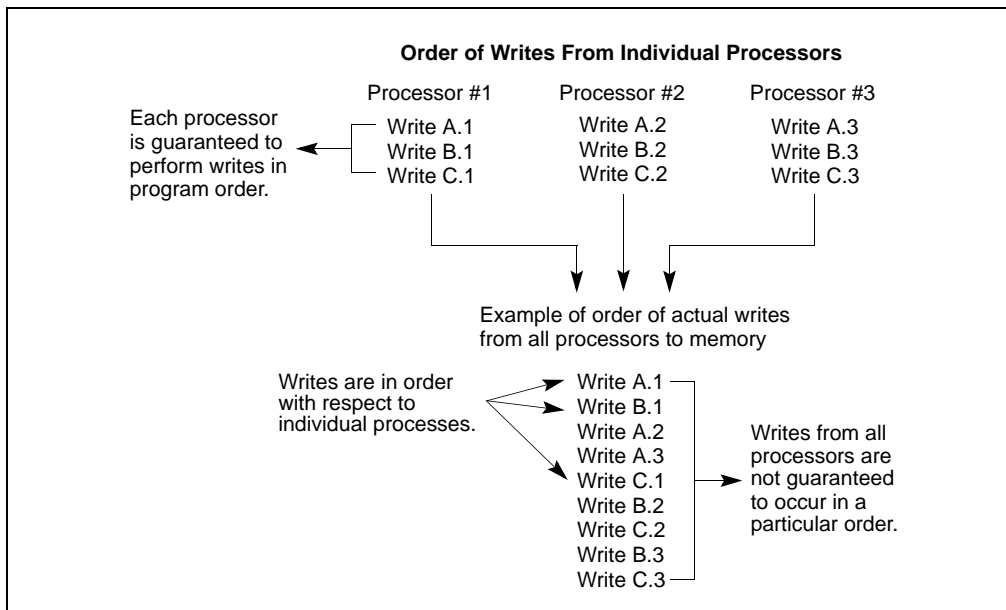 Order of Writes From Individual Processors
Processor #1
Processor #2
Processor #3
Each processor
is guaranteed to
perform writes in
program order.
Write A.1
Write B.1
Write C.1
Write A.2
Write B.2
Write C.2
Write A.3
Write B.3
Write C.3
Example of order of actual writes
from all processors to memory
Writes are in order
with respect to
individual processes.
Write A.1
Write B.1
Write A.2
Write A.3
Write C.1
Write B.2
Write C.2
Write B.3
Write C.3
Writes from all
processors are
not guaranteed
to occur in a
particular order.